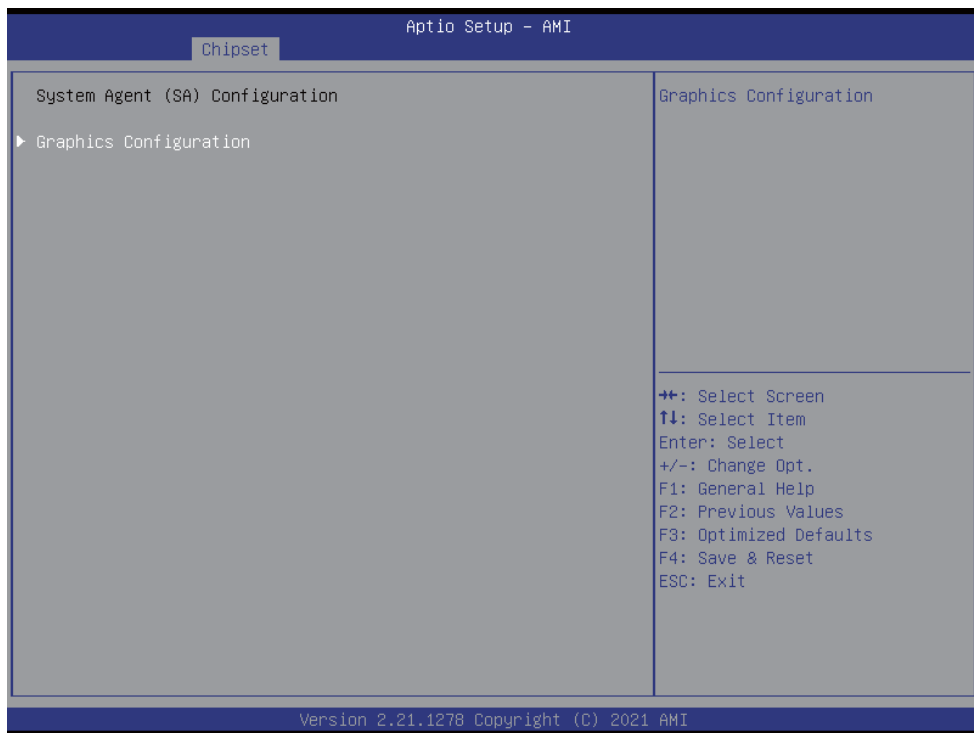 Aptio Setup – AMI
Chipset
System Agent (SA) Configuration
▶ Graphics Configuration
Graphics Configuration
→←: Select Screen
↑↓: Select Item
Enter: Select
+/-: Change Opt.
F1: General Help
F2: Previous Values
F3: Optimized Defaults
F4: Save & Reset
ESC: Exit
Version 2.21.1278 Copyright (C) 2021 AMI